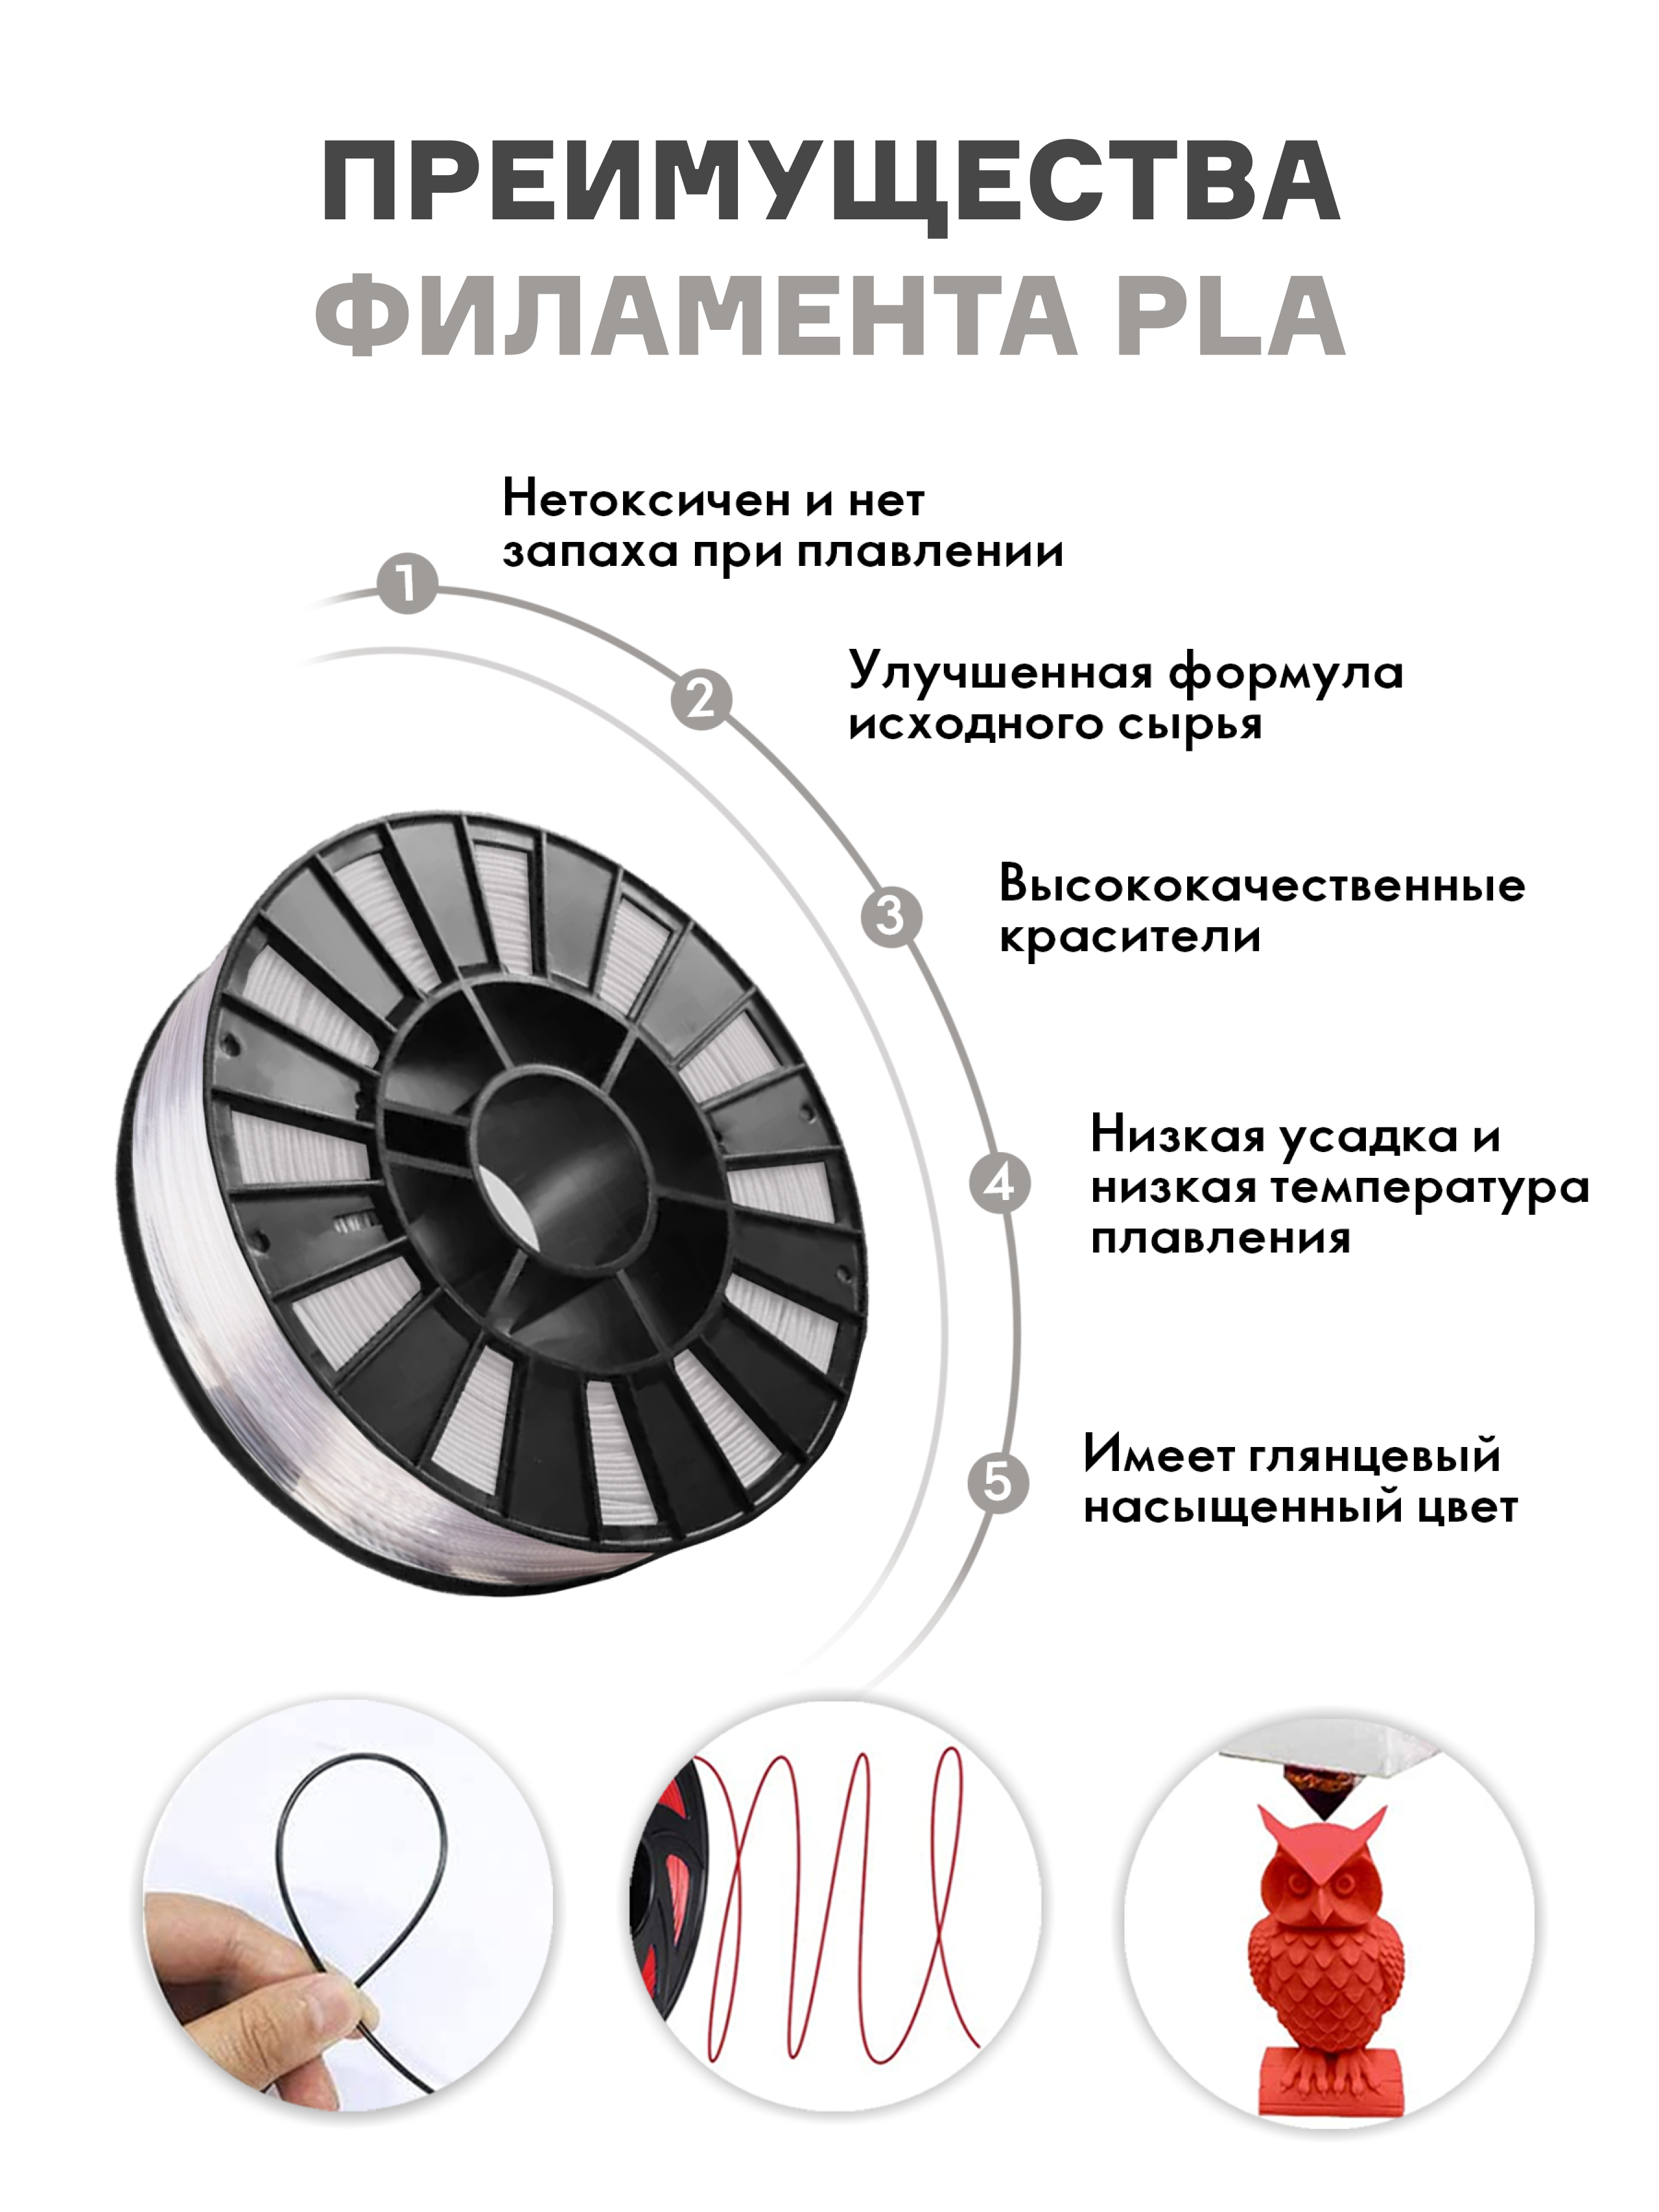 ПРЕИМУЩЕСТВА
ФИЛАМЕНТА PLA
1
Нетоксичен и нет
запаха при плавлении
2
Улучшенная формула
исходного сырья
3
Высококачественные
красители
4
Низкая усадка и
низкая температура
плавления
5
Имеет глянцевый
насыщенный цвет